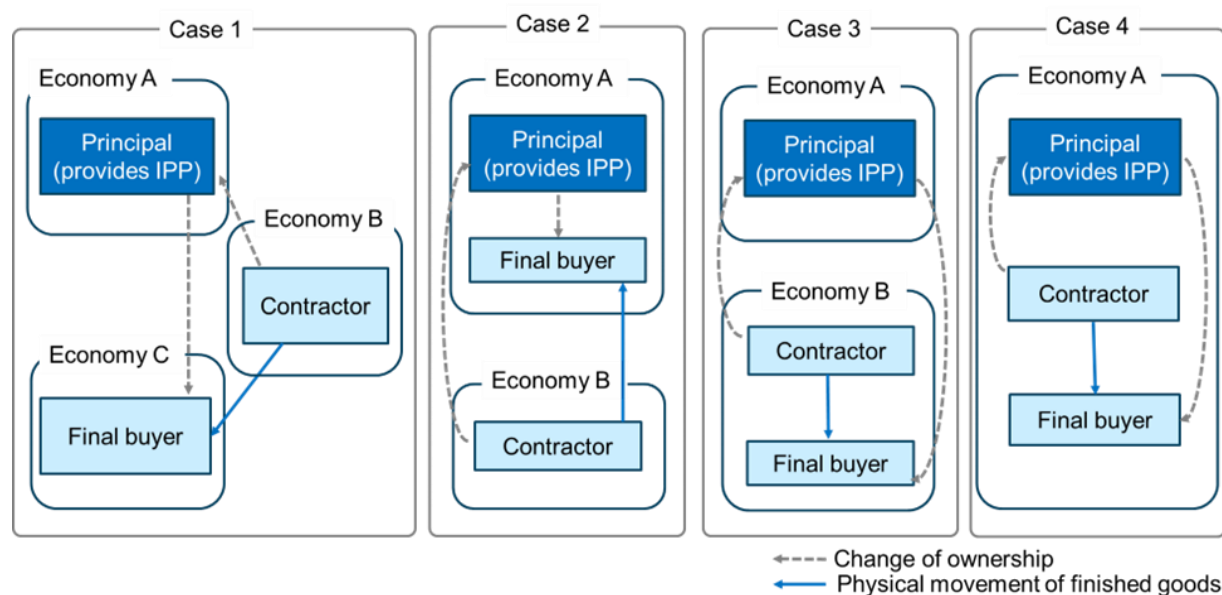 Case 1
Economy A
Principal
(provides IPP)
Economy B
Contractor
Economy C
Final buyer
Case 2
Economy A
Principal
(provides IPP)
Final buyer
Economy B
Contractor
Case 3
Economy A
Principal
(provides IPP)
Economy B
Contractor
Final buyer
Case 4
Economy A
Principal
(provides IPP)
Contractor
Final buyer
Change of ownership
Physical movement of finished goods